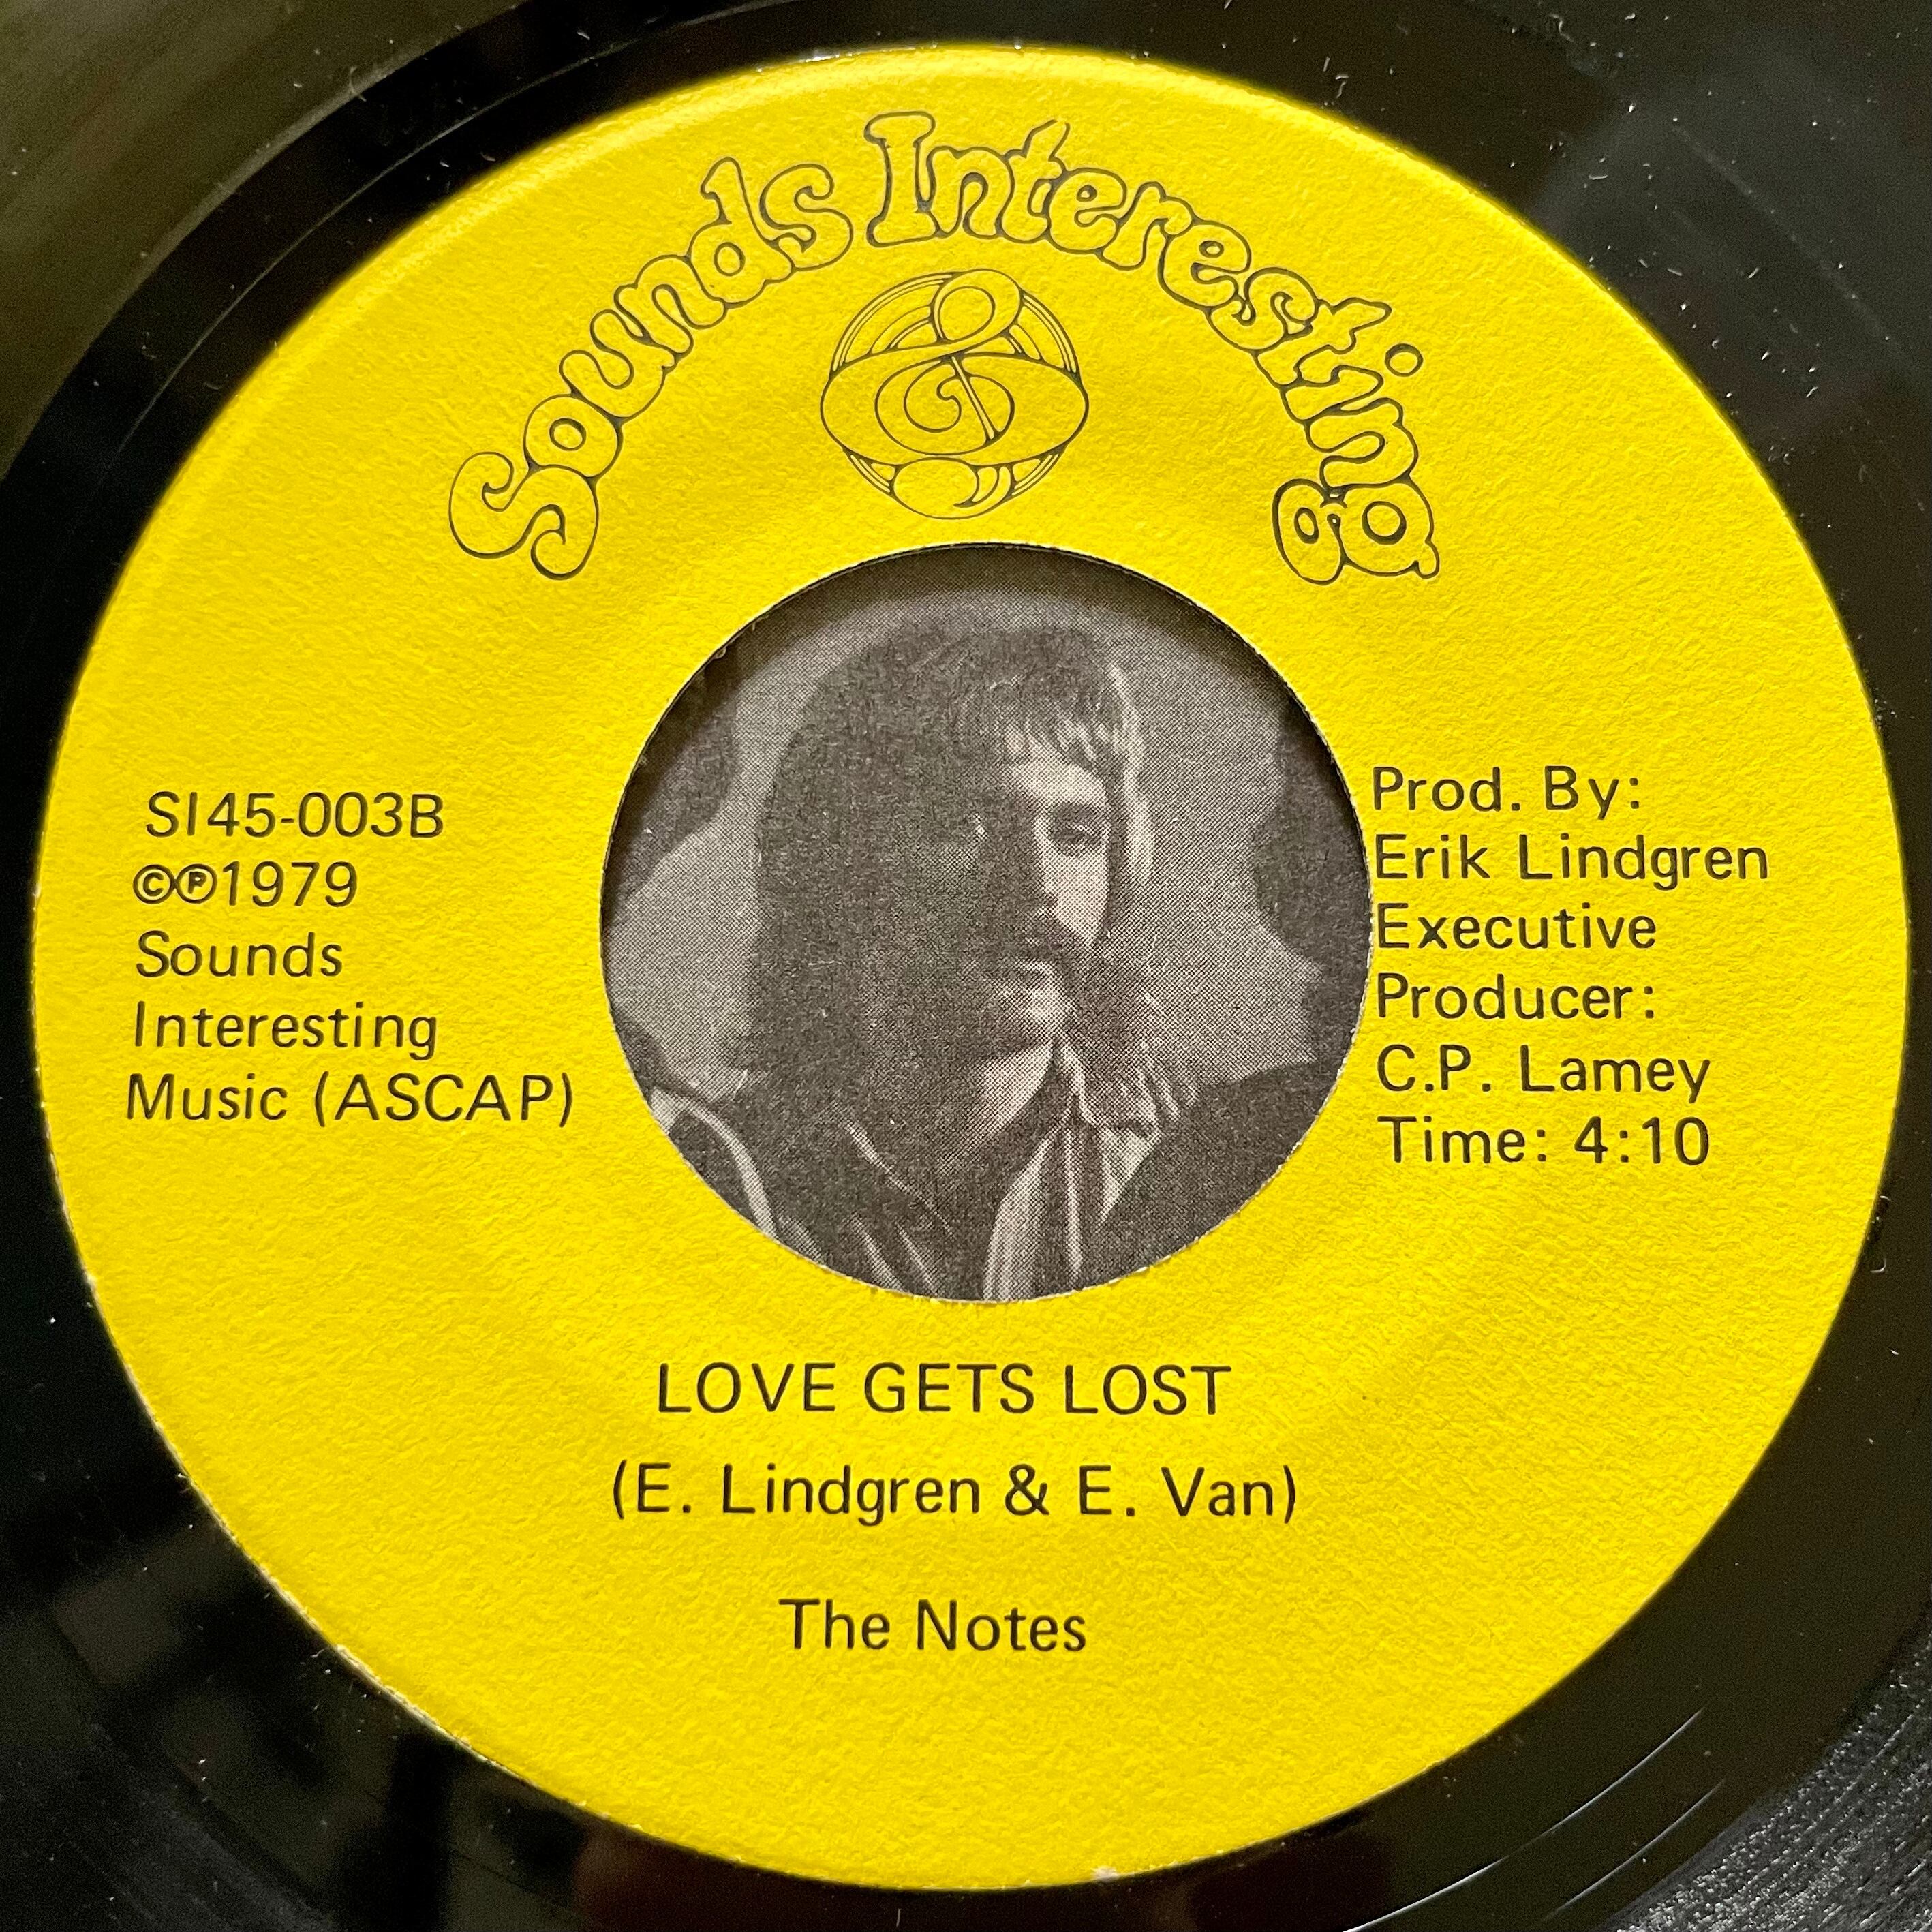 Sounds Interesting
SI45-003B
©℗1979
Sounds
Interesting
Music (ASCAP)
Prod. By:
Erik Lindgren
Executive
Producer:
C.P. Lamey
Time: 4:10
LOVE GETS LOST
(E. Lindgren & E. Van)
The Notes